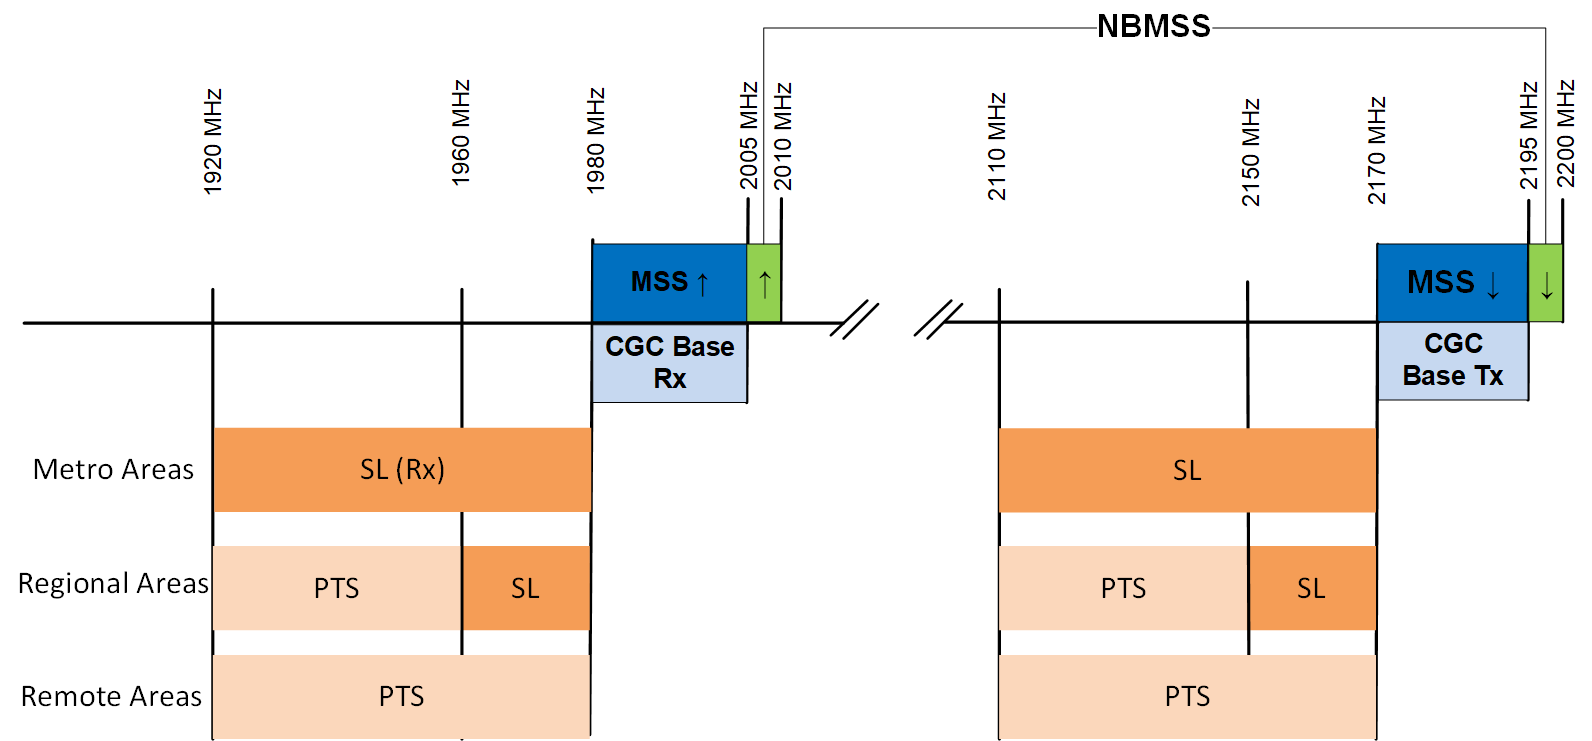 NBMSS
1920 MHz
1960 MHz
1980 MHz
2005 MHz
2010 MHz
2110 MHz
2150 MHz
2170 MHz
2195 MHz
2200 MHz
MSS ↑
↑
MSS ↓
↓
CGC Base
Rx
CGC
Base Tx
Metro Areas
SL (Rx)
SL
Regional Areas
PTS
SL
PTS
SL
Remote Areas
PTS
PTS